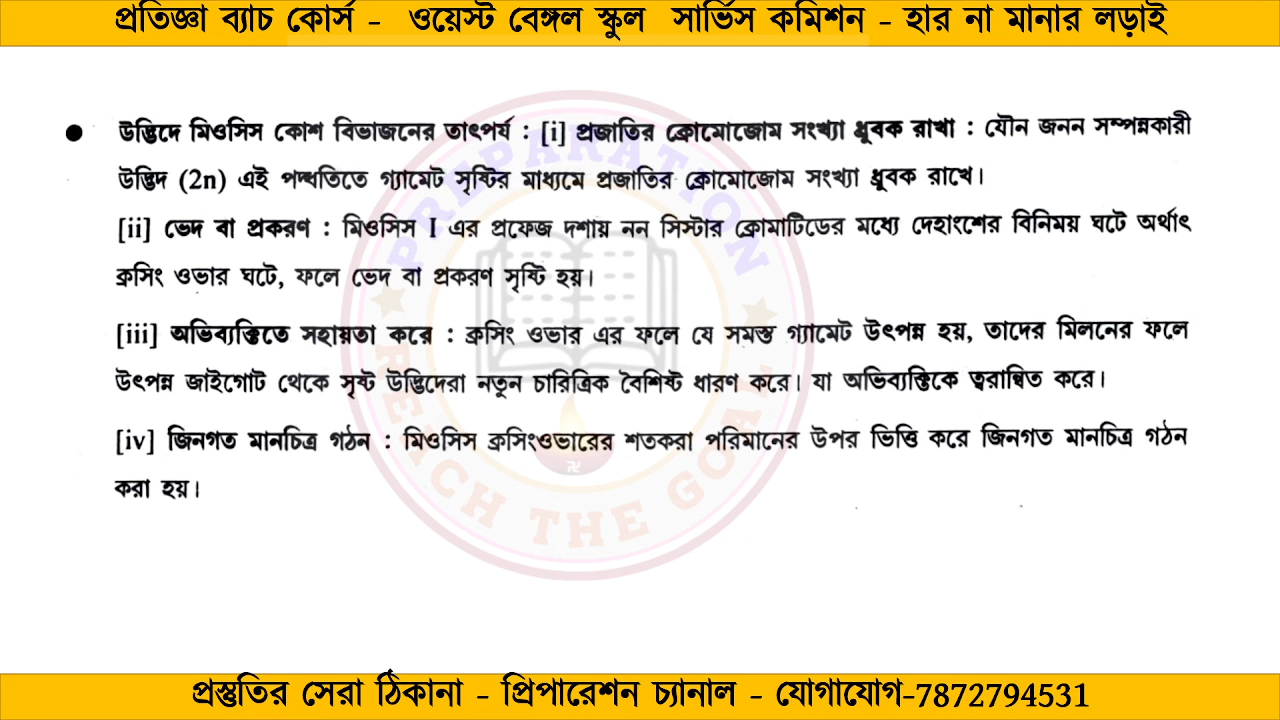 প্রতিজ্ঞা ব্যাচ কোর্স - ওয়েস্ট বেঙ্গল স্কুল সার্ভিস কমিশন - হার না মানার লড়াই
● উদ্ভিদে মিওসিস কোশ বিভাজনের তাৎপর্য : [i] প্রজাতির ক্রোমোজোম সংখ্যা ধ্রুবক রাখা : যৌন জনন সম্পন্নকারী
উদ্ভিদ (2n) এই পদ্ধতিতে গ্যামেট সৃষ্টির মাধ্যমে প্রজাতির ক্রোমোজোম সংখ্যা ধ্রুবক রাখে।
[ii] ভেদ বা প্রকরণ : মিওসিস I এর প্রফেজ দশায় নন সিস্টার ক্রোমাটিডের মধ্যে দেহাংশের বিনিময় ঘটে অর্থাৎ
ক্রসিং ওভার ঘটে, ফলে ভেদ বা প্রকরণ সৃষ্টি হয়।
[iii] অভিব্যক্তিতে সহায়তা করে : ক্রসিং ওভার এর ফলে যে সমস্ত গ্যামেট উৎপন্ন হয়, তাদের মিলনের ফলে
উৎপন্ন জাইগোট থেকে সৃষ্ট উদ্ভিদেরা নতুন চারিত্রিক বৈশিষ্ট ধারণ করে। যা অভিব্যক্তিকে ত্বরান্বিত করে।
[iv] জিনগত মানচিত্র গঠন : মিওসিস ক্রসিংওভারের শতকরা পরিমানের উপর ভিত্তি করে জিনগত মানচিত্র গঠন
করা হয়।
PREPARATION
REACH THE GOAL
প্রস্তুতির সেরা ঠিকানা - প্রিপারেশন চ্যানাল - যোগাযোগ-7872794531